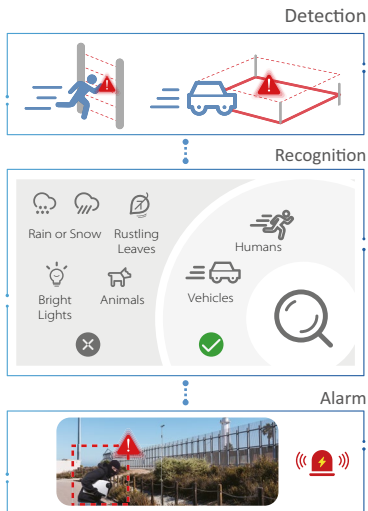 Detection
Recognition
Rain or Snow
Rustling
Leaves
Humans
Bright
Lights
Animals
Vehicles
Alarm